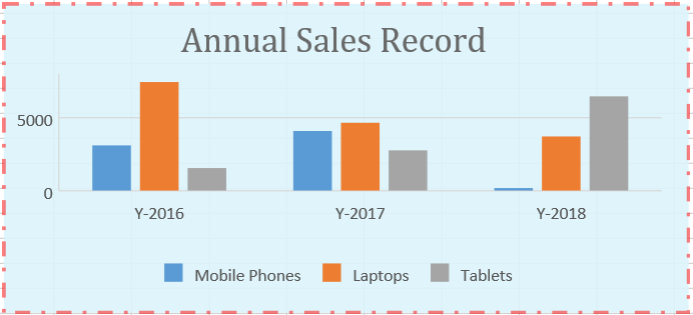 Annual Sales Record
5000
0
Y-2016 Y-2017 Y-2018
Mobile Phones Laptops Tablets